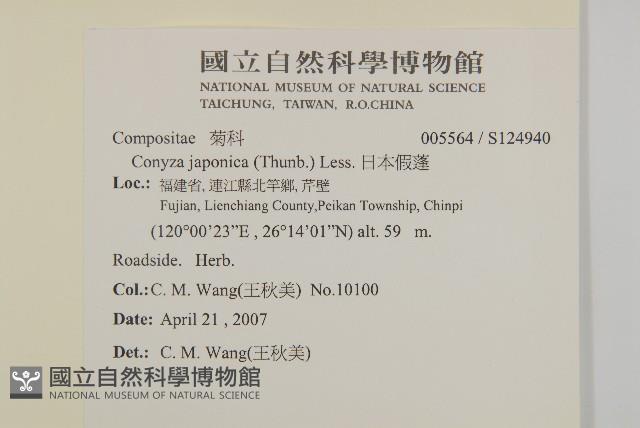 國立自然科學博物館
NATIONAL MUSEUM OF NATURAL SCIENCE
TAICHUNG, TAIWAN, R.O.CHINA
Compositae 菊科 005564 / S124940
Conyza japonica (Thunb.) Less. 日本假蓬
Loc.: 福建省, 連江縣北竿鄉, 芹壁
Fujian, Lienchiang County,Peikan Township, Chinpi
(120°00’23”E , 26°14’01”N) alt. 59 m.
Roadside. Herb.
Col.: C. M. Wang(王秋美) No.10100
Date: April 21 , 2007
Det.: C. M. Wang(王秋美)
國立自然科學博物館
NATIONAL MUSEUM OF NATURAL SCIENCE